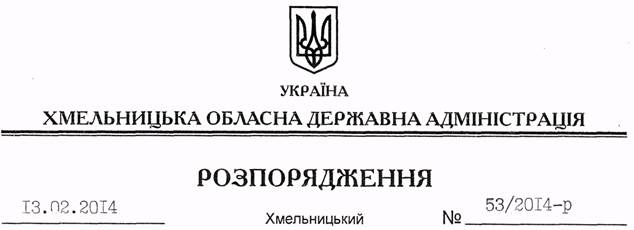 УКРАЇНА
ХМЕЛЬНИЦЬКА ОБЛАСНА ДЕРЖАВНА АДМІНІСТРАЦІЯ
РОЗПОРЯДЖЕННЯ
13.02.2014 Хмельницький № 53/2014-р